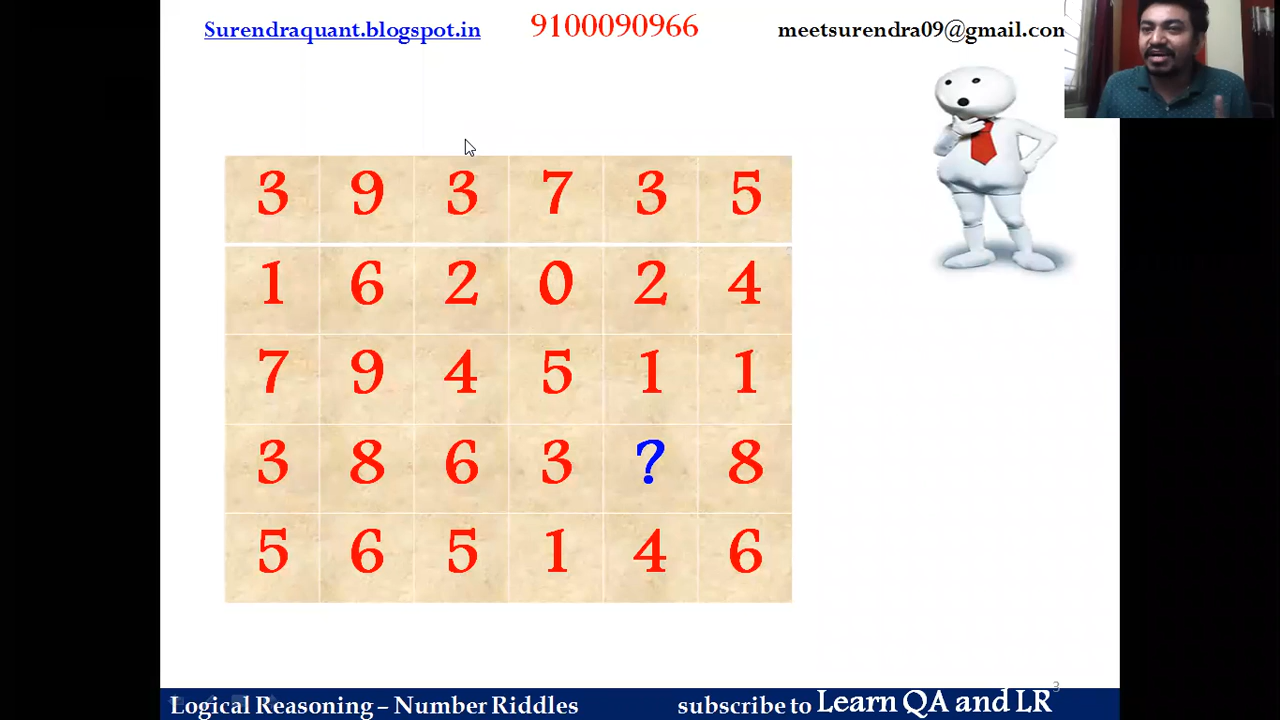 Surendraquant.blogspot.in 9100090966 meetsurendra09@gmail.con
3 9 3 7 3 5
1 6 2 0 2 4
7 9 4 5 1 1
3 8 6 3 ? 8
5 6 5 1 4 6
3
Logical Reasoning – Number Riddles subscribe to Learn QA and LR